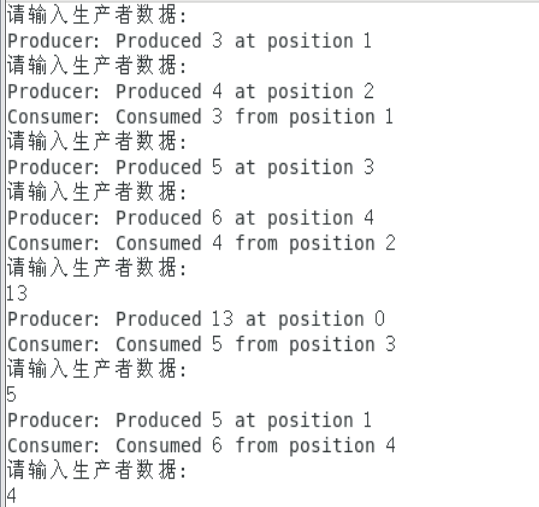 请输入生产者数据:
Producer: Produced 3 at position 1
请输入生产者数据:
Producer: Produced 4 at position 2
Consumer: Consumed 3 from position 1
请输入生产者数据:
Producer: Produced 5 at position 3
请输入生产者数据:
Producer: Produced 6 at position 4
Consumer: Consumed 4 from position 2
请输入生产者数据:
13
Producer: Produced 13 at position 0
Consumer: Consumed 5 from position 3
请输入生产者数据:
5
Producer: Produced 5 at position 1
Consumer: Consumed 6 from position 4
请输入生产者数据:
4